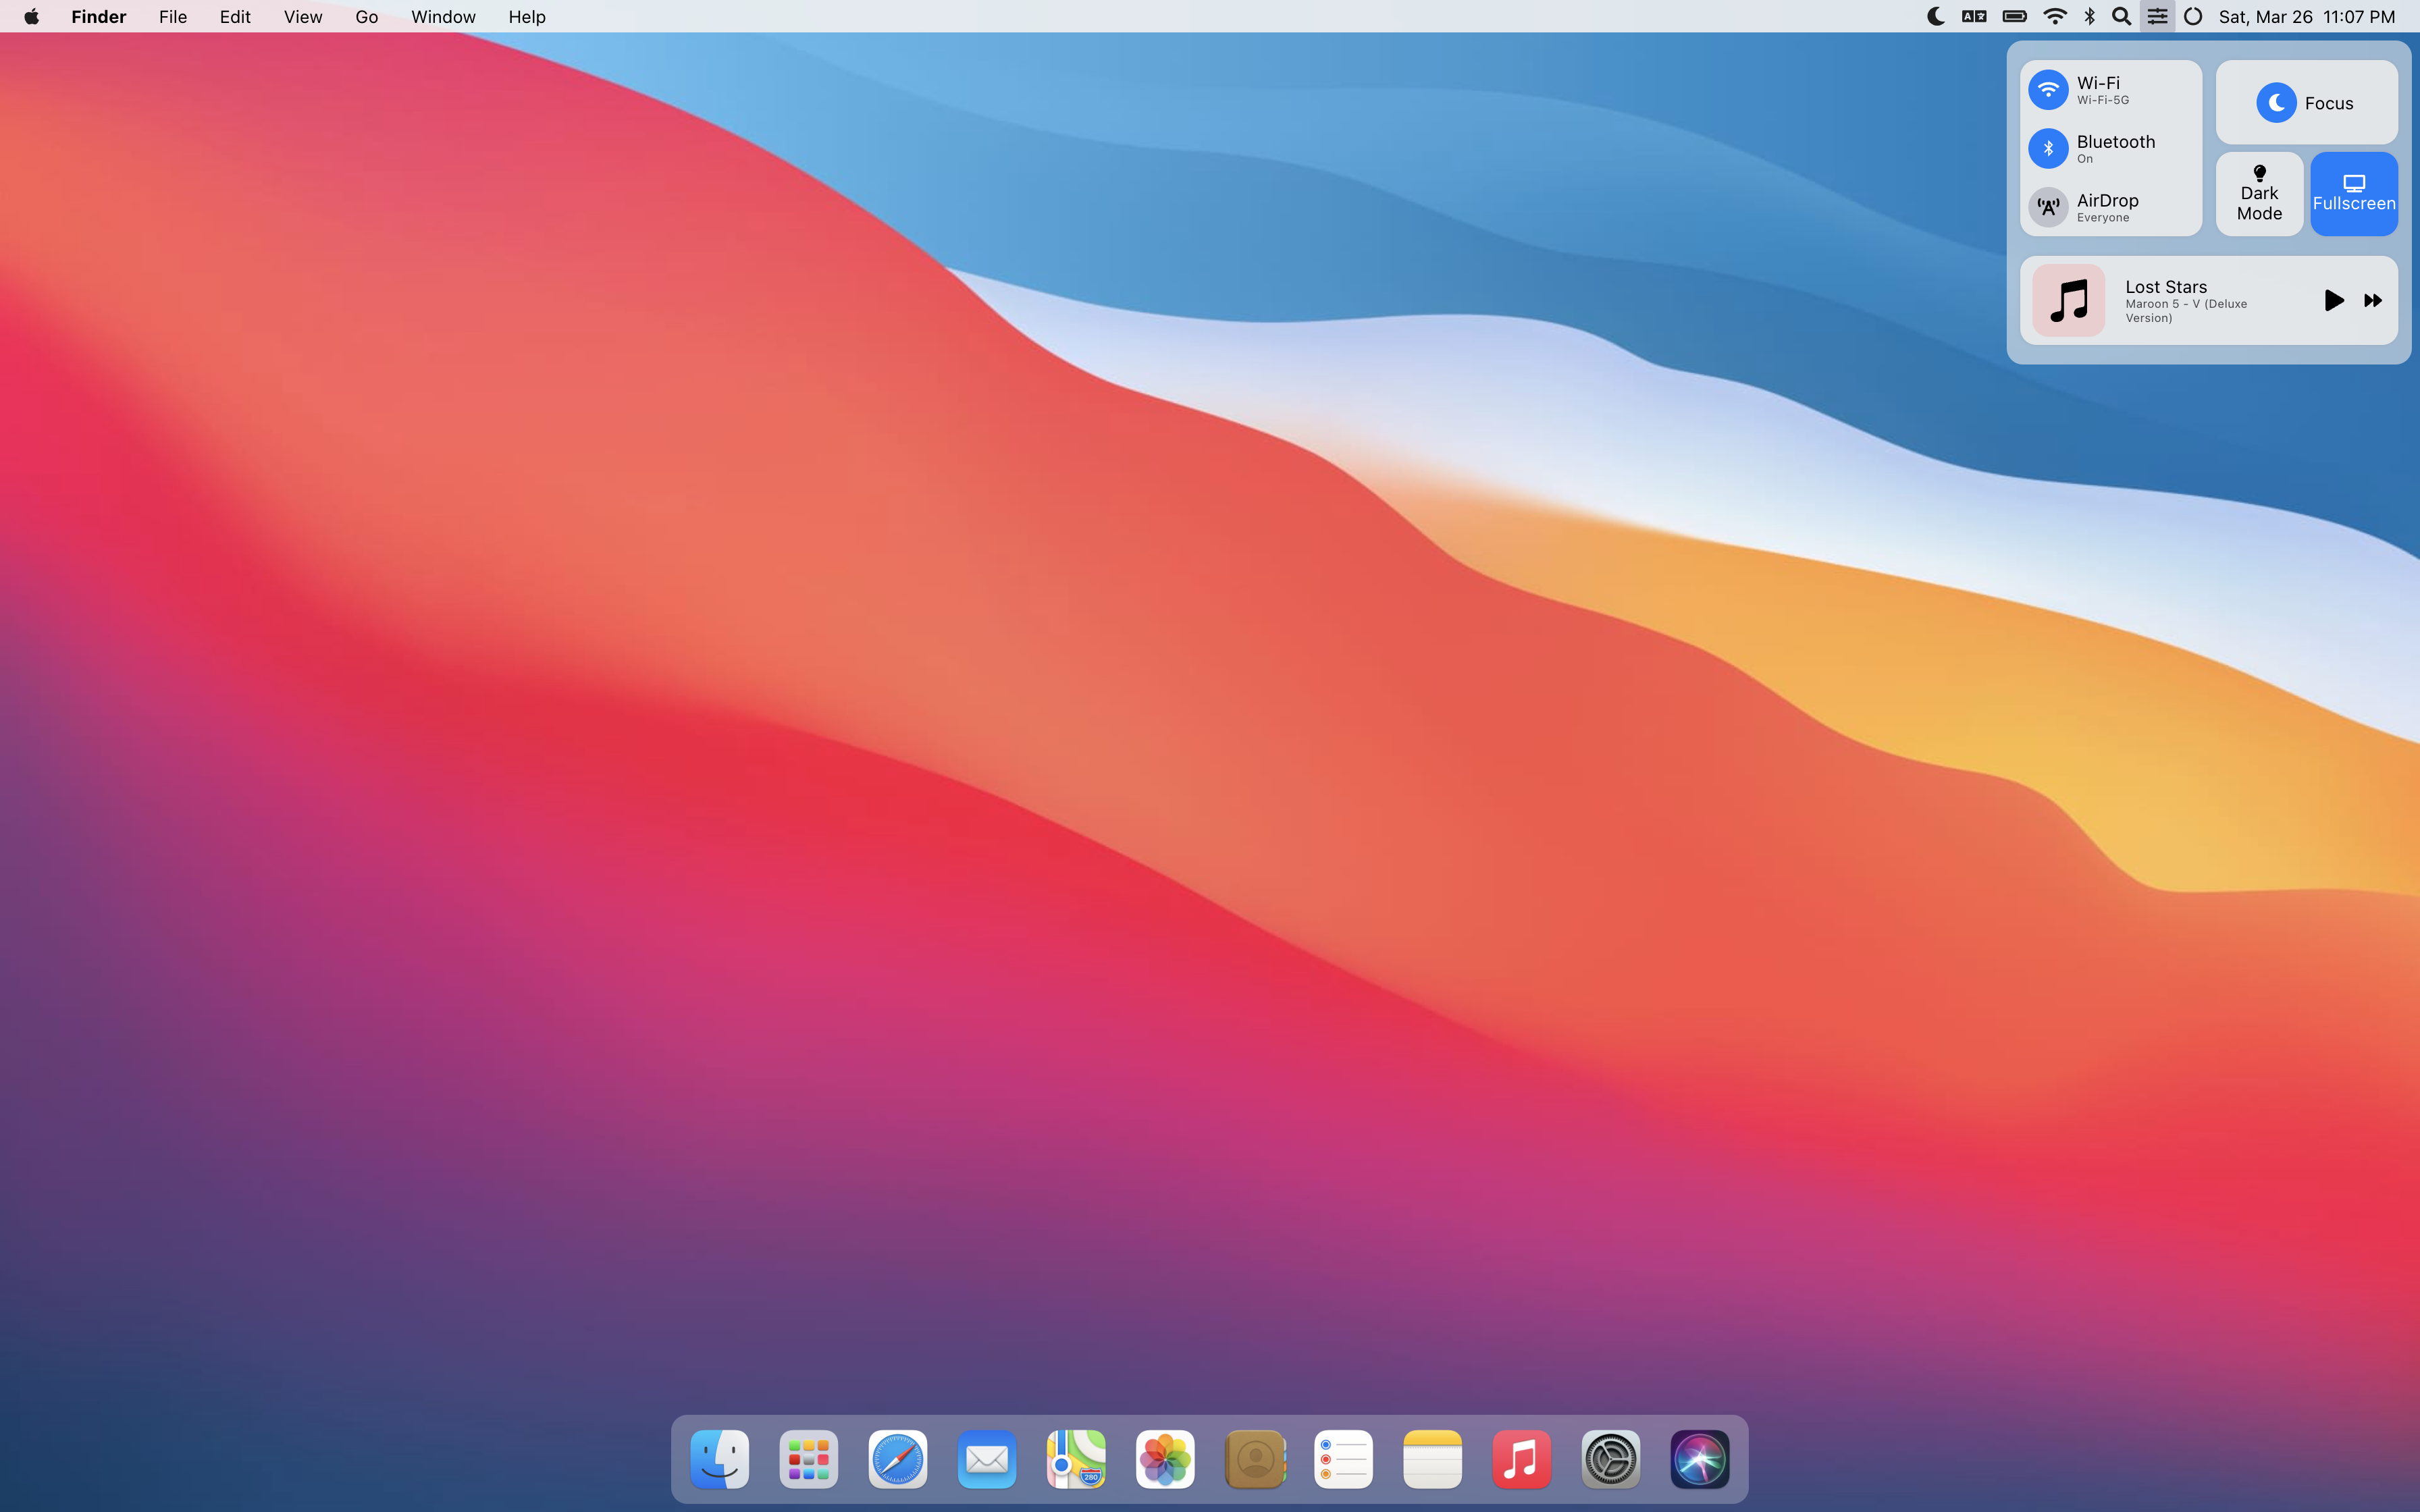 Finder File Edit View Go Window Help A Sat, Mar 26 11:07 PM
Wi-Fi
Wi-Fi-5G
Bluetooth
On
AirDrop
Everyone
Focus
Dark
Mode
Fullscreen
Lost Stars
Maroon 5 - V (Deluxe
Version)
280